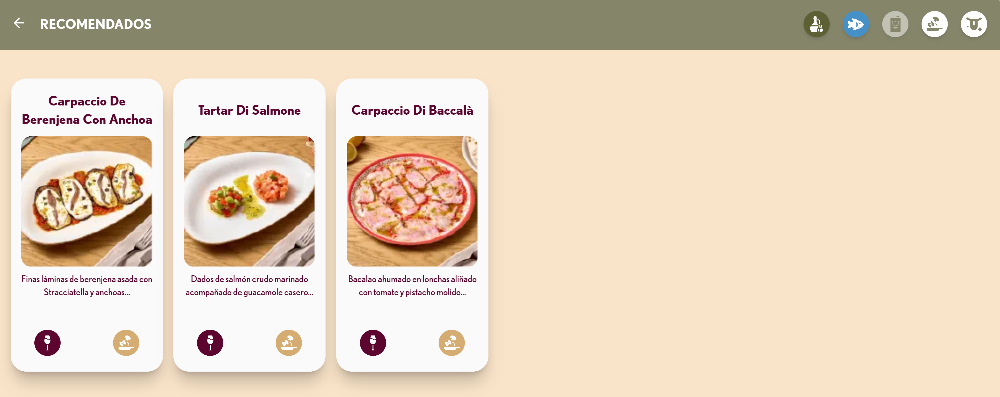 RECOMENDADOS
Carpaccio De
Berenjena Con Anchoa
Finas láminas de berenjena asada con
Stracciatella y anchoas...
Tartar Di Salmone
Dados de salmón crudo marinado
acompañado de guacamole casero...
Carpaccio Di Baccalà
Bacalao ahumado en lonchas aliñado
con tomate y pistacho molido...